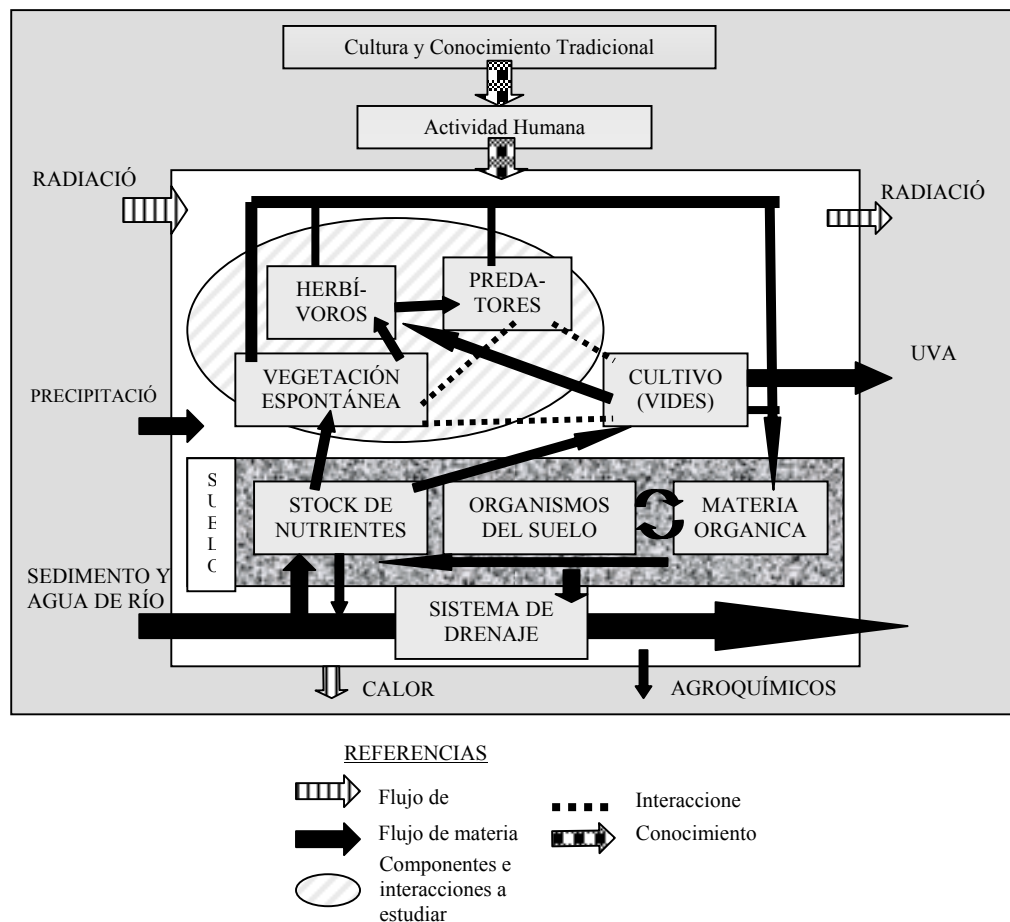 Cultura y Conocimiento Tradicional
Actividad Humana
RADIACIÓ
RADIACIÓ
HERBÍ-
VOROS
PREDA-
TORES
UVA
VEGETACIÓN
ESPONTÁNEA
CULTIVO
(VIDES)
PRECIPITACIÓ
S
U
E
L
O
STOCK DE
NUTRIENTES
ORGANISMOS
DEL SUELO
MATERIA
ORGANICA
SEDIMENTO Y
AGUA DE RÍO
SISTEMA DE
DRENAJE
CALOR
AGROQUÍMICOS
REFERENCIAS
Flujo de
Interaccione
Flujo de materia
Conocimiento
Componentes e
interacciones a
estudiar